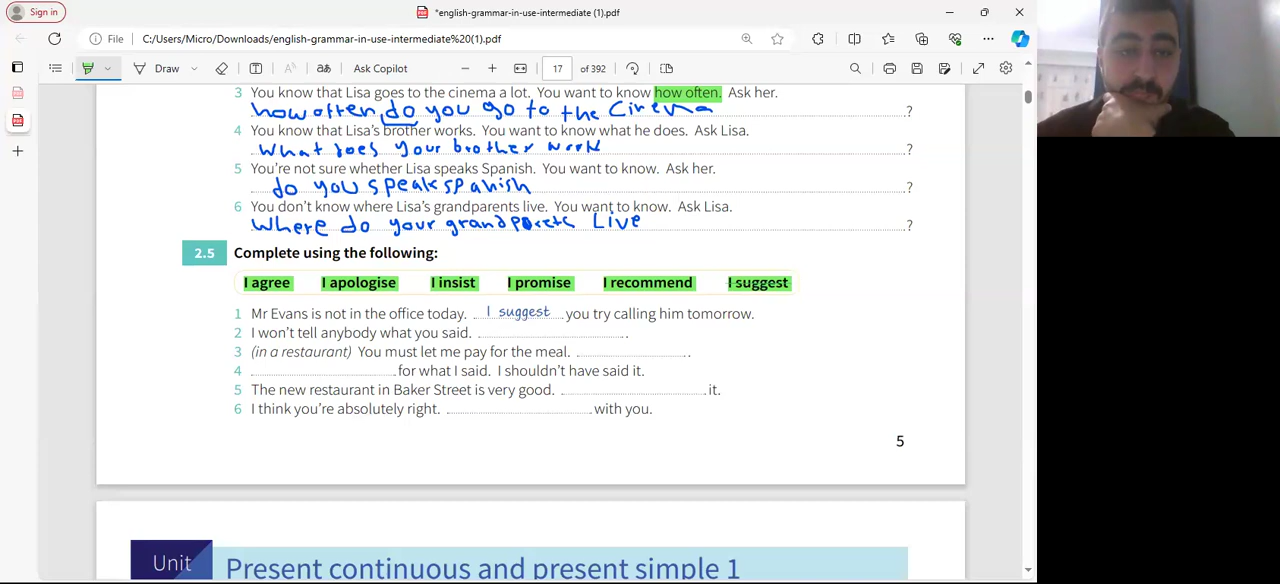 Sign in
*english-grammar-in-use-intermediate (1).pdf
File C:/Users/Micro/Downloads/english-grammar-in-use-intermediate%20(1).pdf
Draw Ask Copilot 17 of 392
3 You know that Lisa goes to the cinema a lot. You want to know how often. Ask her.
how often do you go to the Cinema ?
4 You know that Lisa's brother works. You want to know what he does. Ask Lisa.
What does your brother work ?
5 You're not sure whether Lisa speaks Spanish. You want to know. Ask her.
do you speak spanish ?
6 You don't know where Lisa's grandparents live. You want to know. Ask Lisa.
Where do your Live ?
2.5 Complete using the following:
I agree I apologise I insist I promise I recommend I suggest
1 Mr Evans is not in the office today. I suggest you try calling him tomorrow.
2 I won't tell anybody what you said. .
3 (in a restaurant) You must let me pay for the meal. .
4 for what I said. I shouldn't have said it.
5 The new restaurant in Baker Street is very good. it.
6 I think you're absolutely right. with you.
5
Unit
Present continuous and present simple 1